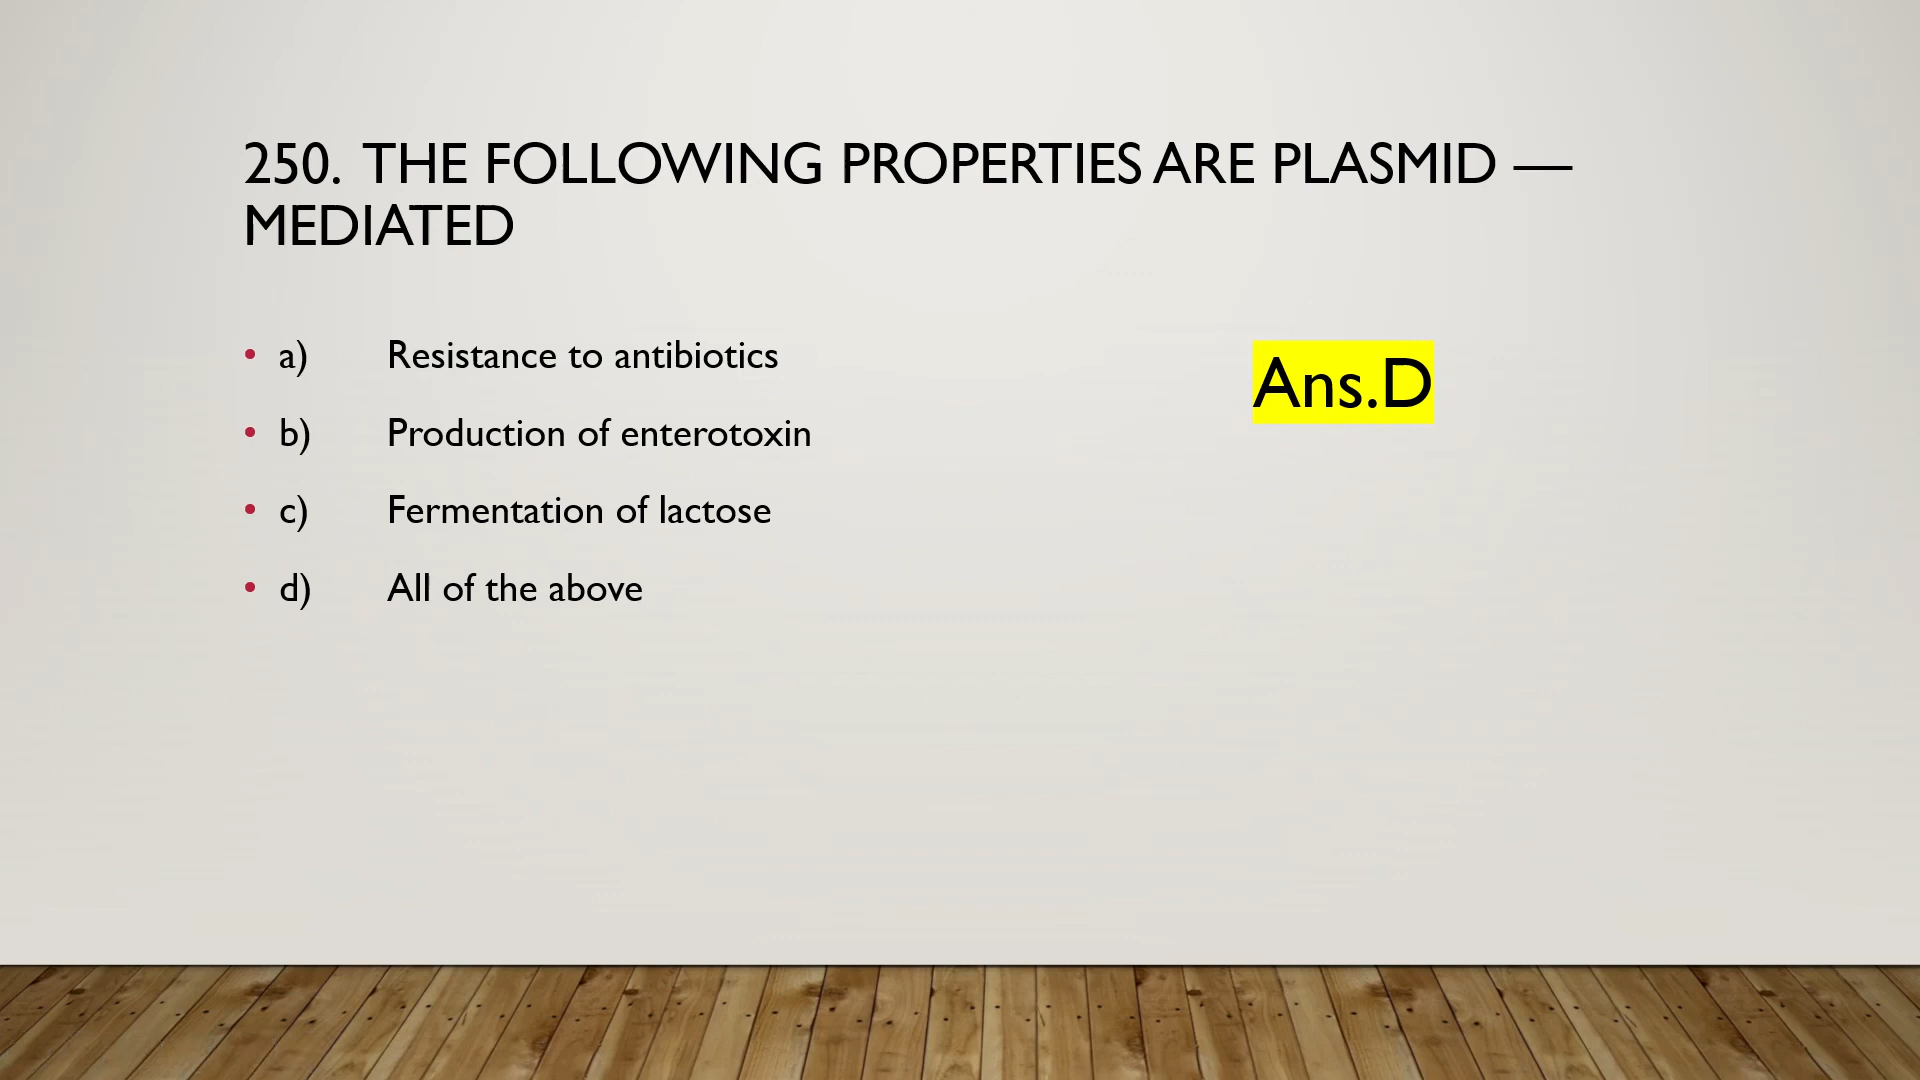 250. THE FOLLOWING PROPERTIES ARE PLASMID —
MEDIATED
• a) Resistance to antibiotics
• b) Production of enterotoxin
• c) Fermentation of lactose
• d) All of the above
Ans.D